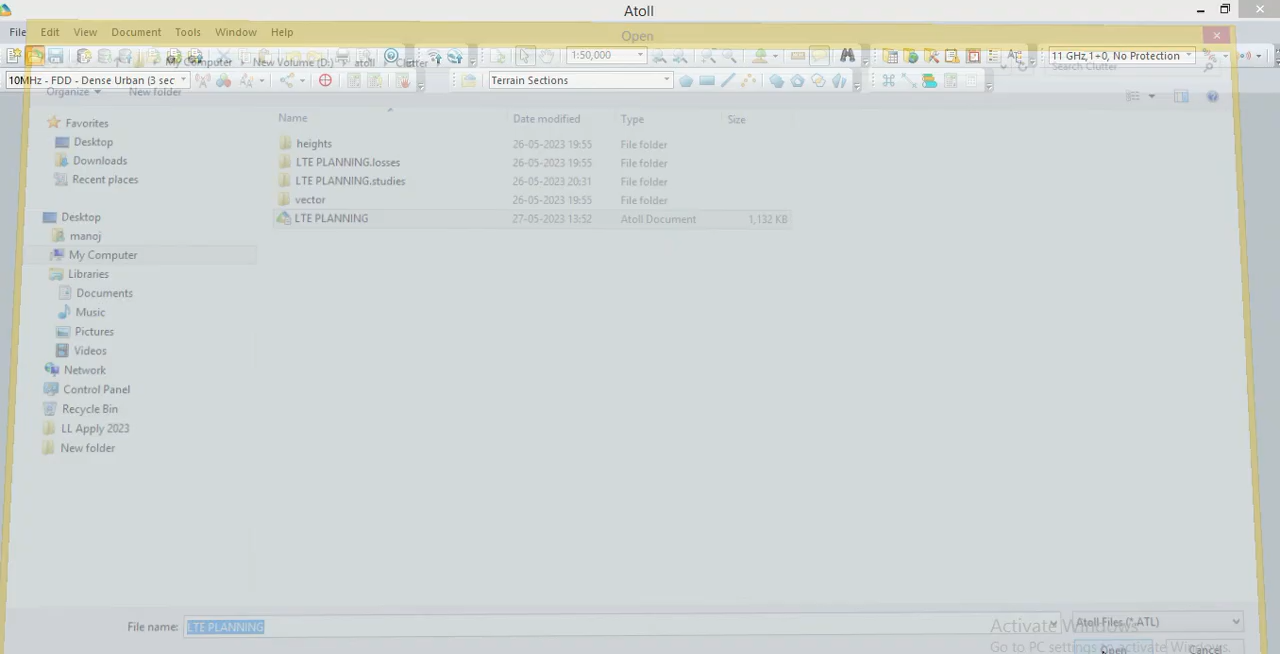 Atoll
File Edit View Document Tools Window Help
Open
1:50,000
11 GHz,1+0, No Protection
My Computer New Volume (D:) atoll Clutter
Search Clutter
10MHz - FDD - Dense Urban (3 sec
Terrain Sections
Organize New folder
Name Date modified Type Size
Favorites
Desktop
Downloads
Recent places
Desktop
manoj
My Computer
Libraries
Documents
Music
Pictures
Videos
Network
Control Panel
Recycle Bin
LL Apply 2023
New folder
heights 26-05-2023 19:55 File folder
LTE PLANNING.losses 26-05-2023 19:55 File folder
LTE PLANNING.studies 26-05-2023 20:31 File folder
vector 26-05-2023 19:55 File folder
LTE PLANNING 27-05-2023 13:52 Atoll Document 1,132 KB
File name: LTE PLANNING
Atoll Files (*.ATL)
Activate Windows
Go to PC settings to activate Windows.
Open Cancel